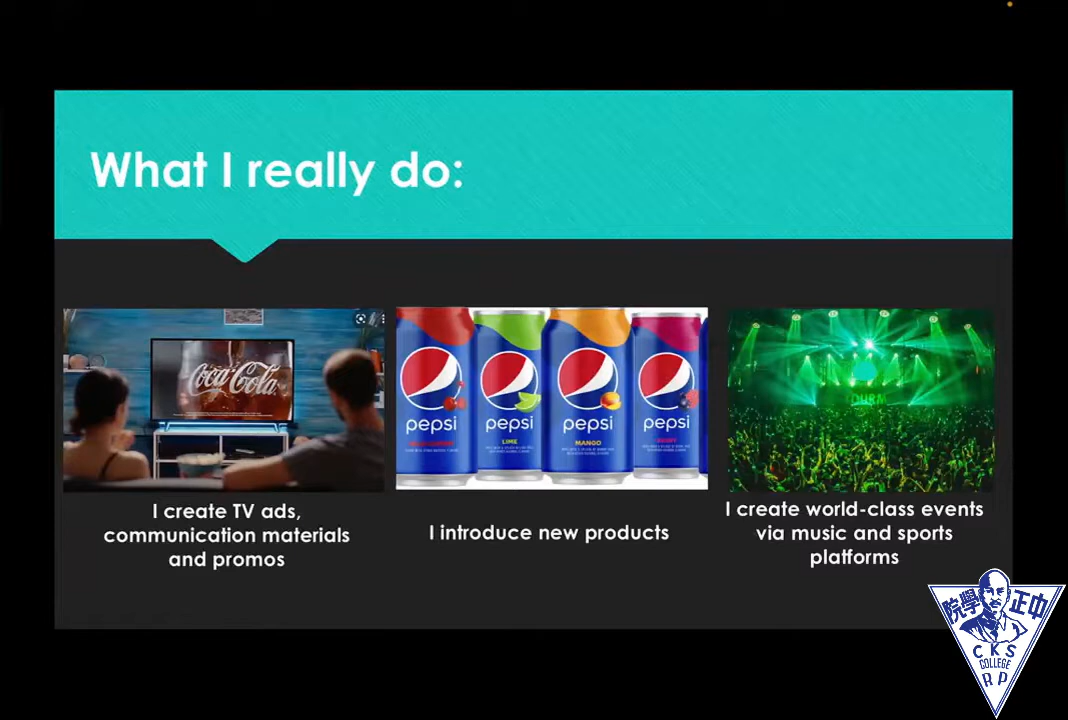 What I really do:
Coca-Cola
pepsi
pepsi
pepsi
pepsi
LIME
MANGO
I create TV ads,
communication materials
and promos
I introduce new products
I create world-class events
via music and sports
platforms
院學 正中
CKS
COLLEGE
RP